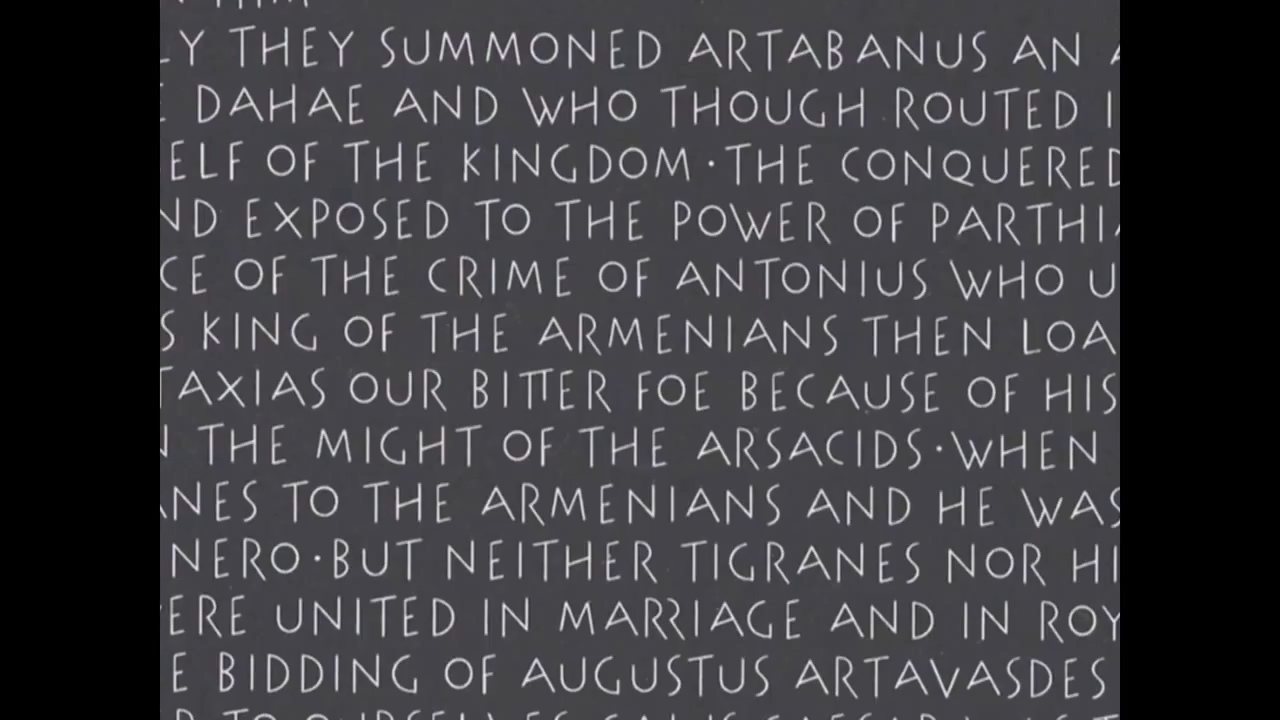 Y THEY SUMMONED ARTABANUS AN
DAHAE AND WHO THOUGH ROUTED I
ELF OF THE KINGDOM · THE CONQUERED
ND EXPOSED TO THE POWER OF PARTHI
CE OF THE CRIME OF ANTONIUS WHO U
S KING OF THE ARMENIANS THEN LOA
TAXIAS OUR BITTER FOE BECAUSE OF HIS
THE MIGHT OF THE ARSACIDS · WHEN
NES TO THE ARMENIANS AND HE WAS
NERO · BUT NEITHER TIGRANES NOR HI
ERE UNITED IN MARRIAGE AND IN ROY
E BIDDING OF AUGUSTUS ARTAVASDES